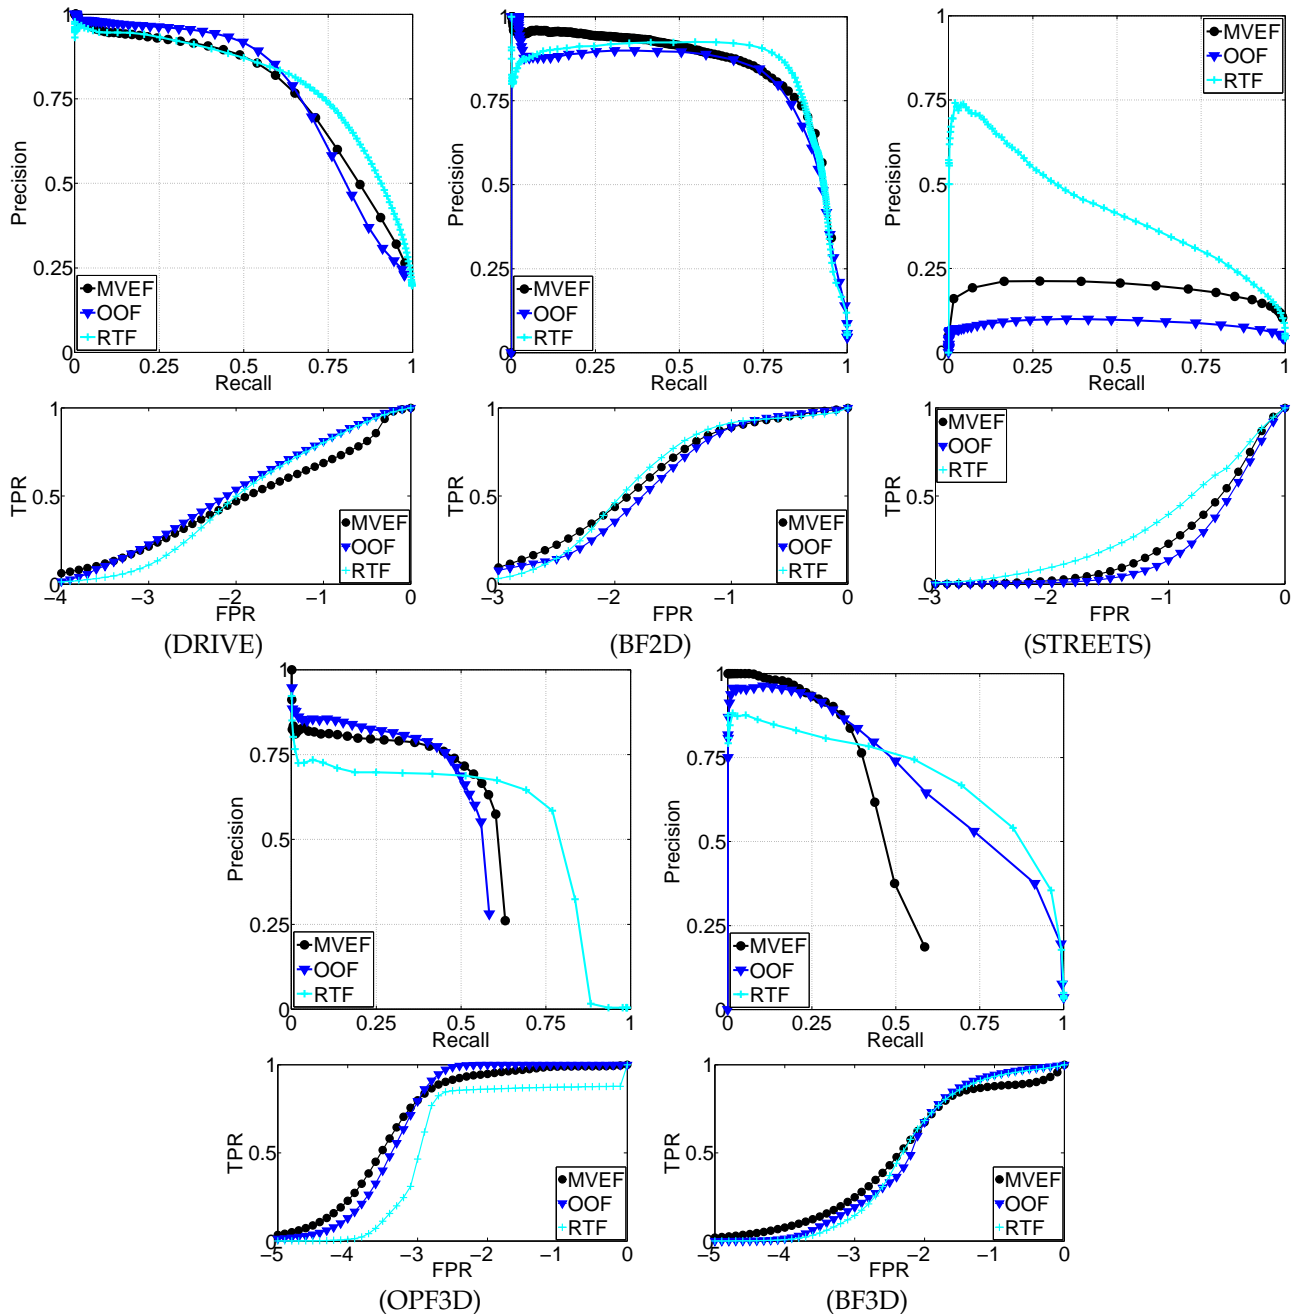 1
0.75
0.5
0.25
0
Precision
MVEF
OOF
RTF
0 0.25 0.5 0.75 1
Recall
1
0.75
0.5
0.25
0
Precision
MVEF
OOF
RTF
0 0.25 0.5 0.75 1
Recall
1
0.75
0.5
0.25
0
Precision
MVEF
OOF
RTF
0 0.25 0.5 0.75 1
Recall
1
0.5
0
TPR
MVEF
OOF
RTF
−4 −3 −2 −1 0
FPR
(DRIVE)
1
0.5
0
TPR
MVEF
OOF
RTF
−3 −2 −1 0
FPR
(BF2D)
1
0.5
0
TPR
MVEF
OOF
RTF
−3 −2 −1 0
FPR
(STREETS)
1
0.75
0.5
0.25
0
Precision
MVEF
OOF
RTF
0 0.25 0.5 0.75 1
Recall
1
0.75
0.5
0.25
0
Precision
MVEF
OOF
RTF
0 0.25 0.5 0.75 1
Recall
1
0.5
0
TPR
MVEF
OOF
RTF
−5 −4 −3 −2 −1 0
FPR
(OPF3D)
1
0.5
0
TPR
MVEF
OOF
RTF
−5 −4 −3 −2 −1 0
FPR
(BF3D)